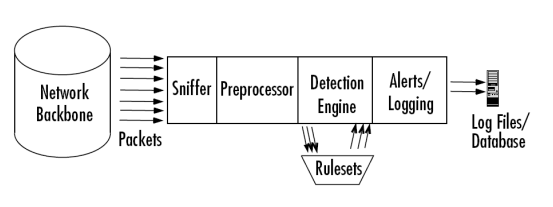 Network
Backbone
Packets
Sniffer
Preprocessor
Detection
Engine
Alerts/
Logging
Rulesets
Log Files/
Database